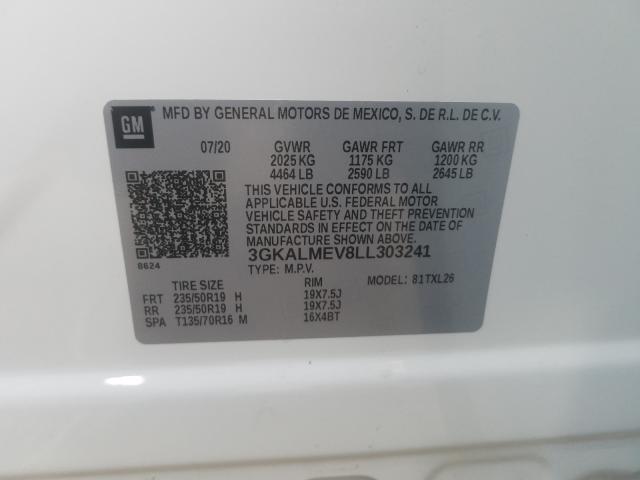 GM
MFD BY GENERAL MOTORS DE MEXICO, S. DE R.L. DE C.V.
07/20 GVWR GAWR FRT GAWR RR
2025 KG 1175 KG 1200 KG
4464 LB 2590 LB 2645 LB
THIS VEHICLE CONFORMS TO ALL
APPLICABLE U.S. FEDERAL MOTOR
VEHICLE SAFETY AND THEFT PREVENTION
STANDARDS IN EFFECT ON THE DATE OF
MANUFACTURE SHOWN ABOVE.
8624
3GKALMEV8LL303241
TYPE: M.P.V. MODEL: 81TXL26
TIRE SIZE RIM
FRT 235/50R19 H 19X7.5J
RR 235/50R19 H 19X7.5J
SPA T135/70R16 M 16X4BT